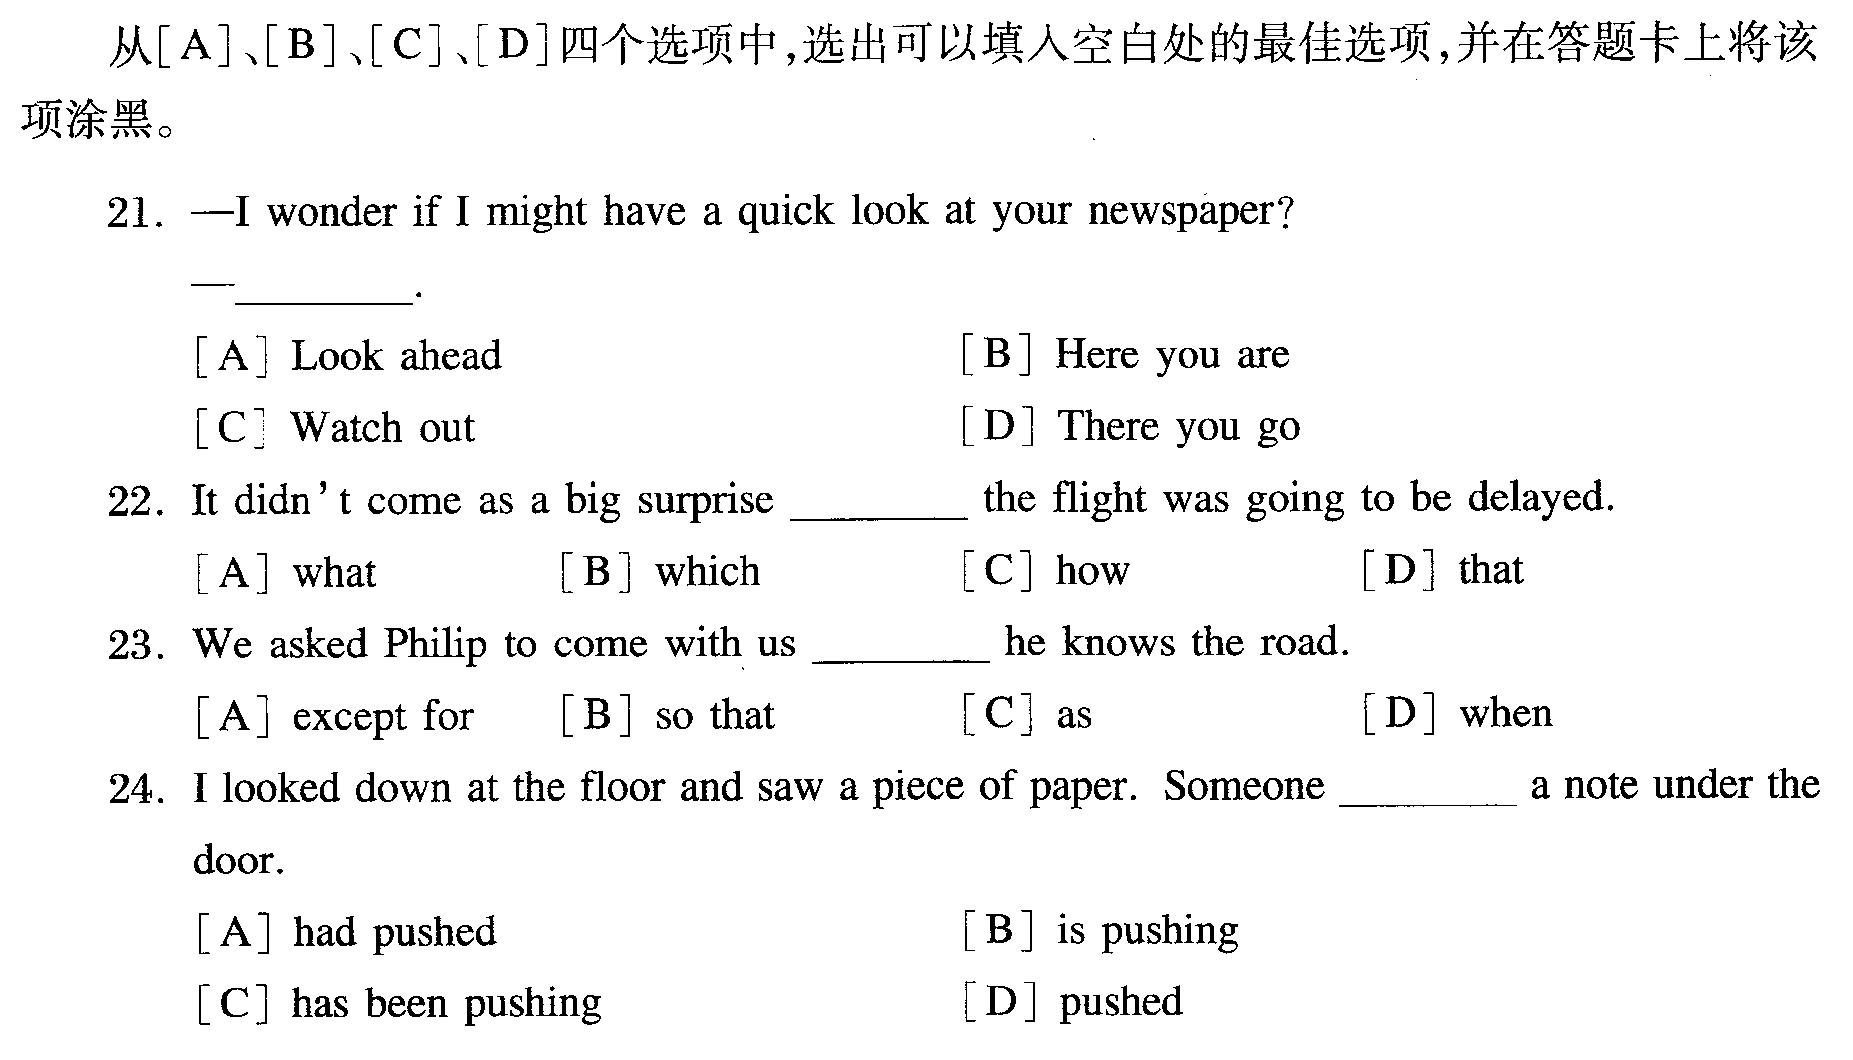 从[A]、[B]、[C]、[D]四个选项中,选出可以填入空白处的最佳选项,并在答题卡上将该
项涂黑。
21. —I wonder if I might have a quick look at your newspaper?
—________.
[A] Look ahead [B] Here you are
[C] Watch out [D] There you go
22. It didn't come as a big surprise ________ the flight was going to be delayed.
[A] what [B] which [C] how [D] that
23. We asked Philip to come with us ________ he knows the road.
[A] except for [B] so that [C] as [D] when
24. I looked down at the floor and saw a piece of paper. Someone ________ a note under the
door.
[A] had pushed [B] is pushing
[C] has been pushing [D] pushed